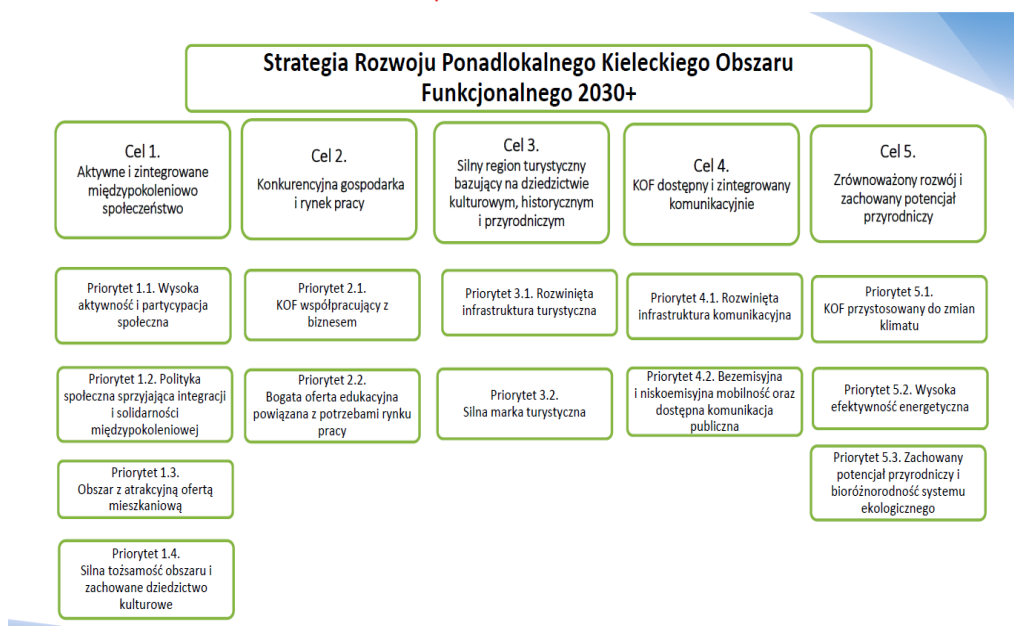 Strategia Rozwoju Ponadlokalnego Kieleckiego Obszaru
Funkcjonalnego 2030+
Cel 1.
Aktywne i zintegrowane
międzypokoleniowo
społeczeństwo
Cel 2.
Konkurencyjna gospodarka
i rynek pracy
Cel 3.
Silny region turystyczny
bazujący na dziedzictwie
kulturowym, historycznym
i przyrodniczym
Cel 4.
KOF dostępny i zintegrowany
komunikacyjnie
Cel 5.
Zrównoważony rozwój i
zachowany potencjał
przyrodniczy
Priorytet 1.1. Wysoka
aktywność i partycypacja
społeczna
Priorytet 2.1.
KOF współpracujący z
biznesem
Priorytet 3.1. Rozwinięta
infrastruktura turystyczna
Priorytet 4.1. Rozwinięta
infrastruktura komunikacyjna
Priorytet 5.1.
KOF przystosowany do zmian
klimatu
Priorytet 1.2. Polityka
społeczna sprzyjająca integracji
i solidarności
międzypokoleniowej
Priorytet 2.2.
Bogata oferta edukacyjna
powiązana z potrzebami rynku
pracy
Priorytet 3.2.
Silna marka turystyczna
Priorytet 4.2. Bezemisyjna
i niskoemisyjna mobilność oraz
dostępna komunikacja
publiczna
Priorytet 5.2. Wysoka
efektywność energetyczna
Priorytet 1.3.
Obszar z atrakcyjną ofertą
mieszkaniową
Priorytet 5.3. Zachowany
potencjał przyrodniczy i
bioróżnorodność systemu
ekologicznego
Priorytet 1.4.
Silna tożsamość obszaru i
zachowane dziedzictwo
kulturowe